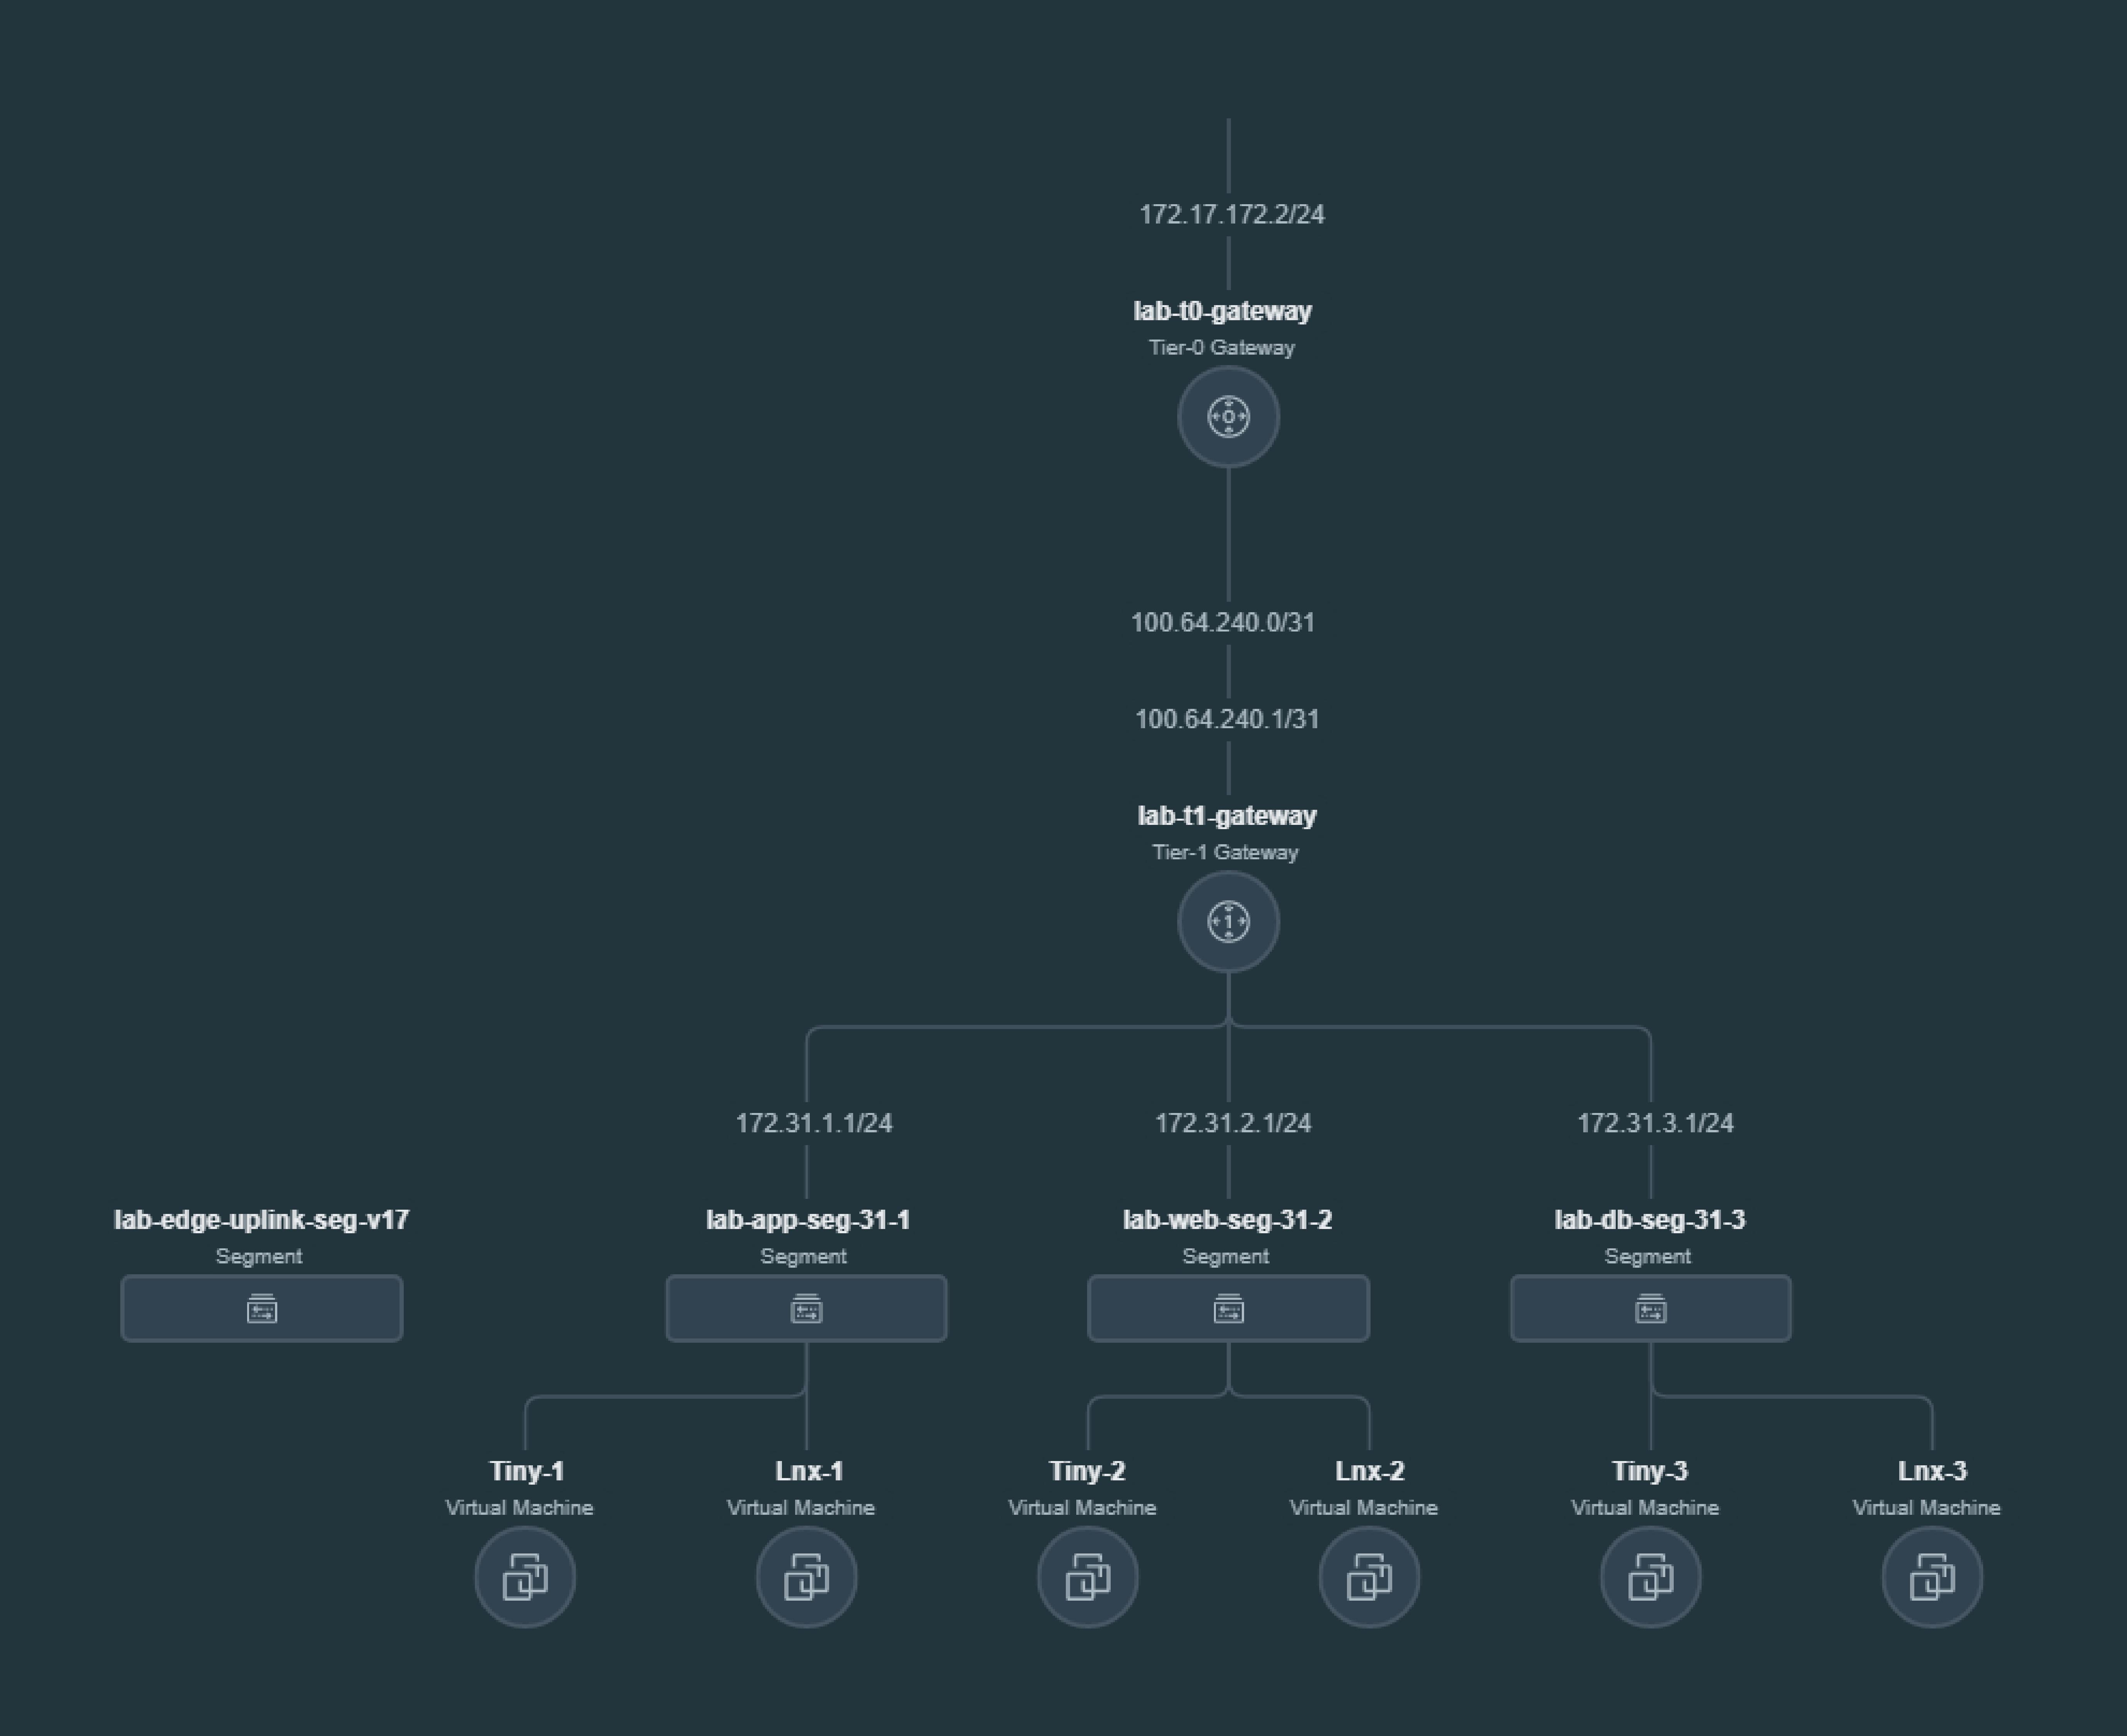 172.17.172.2/24
lab-t0-gateway
Tier-0 Gateway
0
100.64.240.0/31
100.64.240.1/31
lab-t1-gateway
Tier-1 Gateway
1
172.31.1.1/24 172.31.2.1/24 172.31.3.1/24
lab-edge-uplink-seg-v17 lab-app-seg-31-1 lab-web-seg-31-2 lab-db-seg-31-3
Segment Segment Segment Segment
Tiny-1 Lnx-1 Tiny-2 Lnx-2 Tiny-3 Lnx-3
Virtual Machine Virtual Machine Virtual Machine Virtual Machine Virtual Machine Virtual Machine